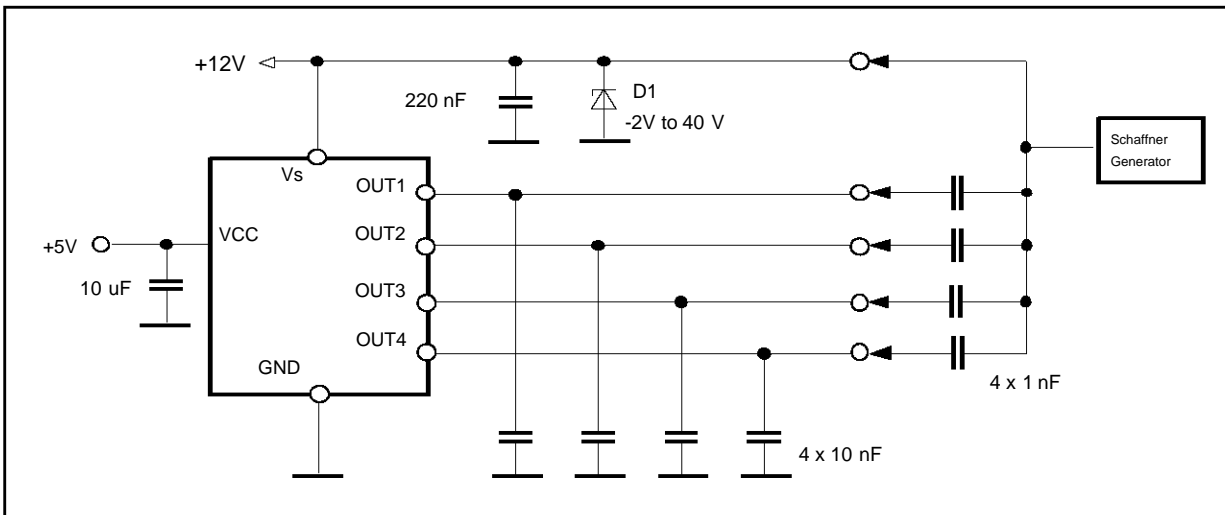 +12V
220 nF
D1
-2V to 40 V
Schaffner
Generator
Vs
OUT1
VCC
OUT2
+5V
10 uF
OUT3
OUT4
GND
4 x 1 nF
4 x 10 nF